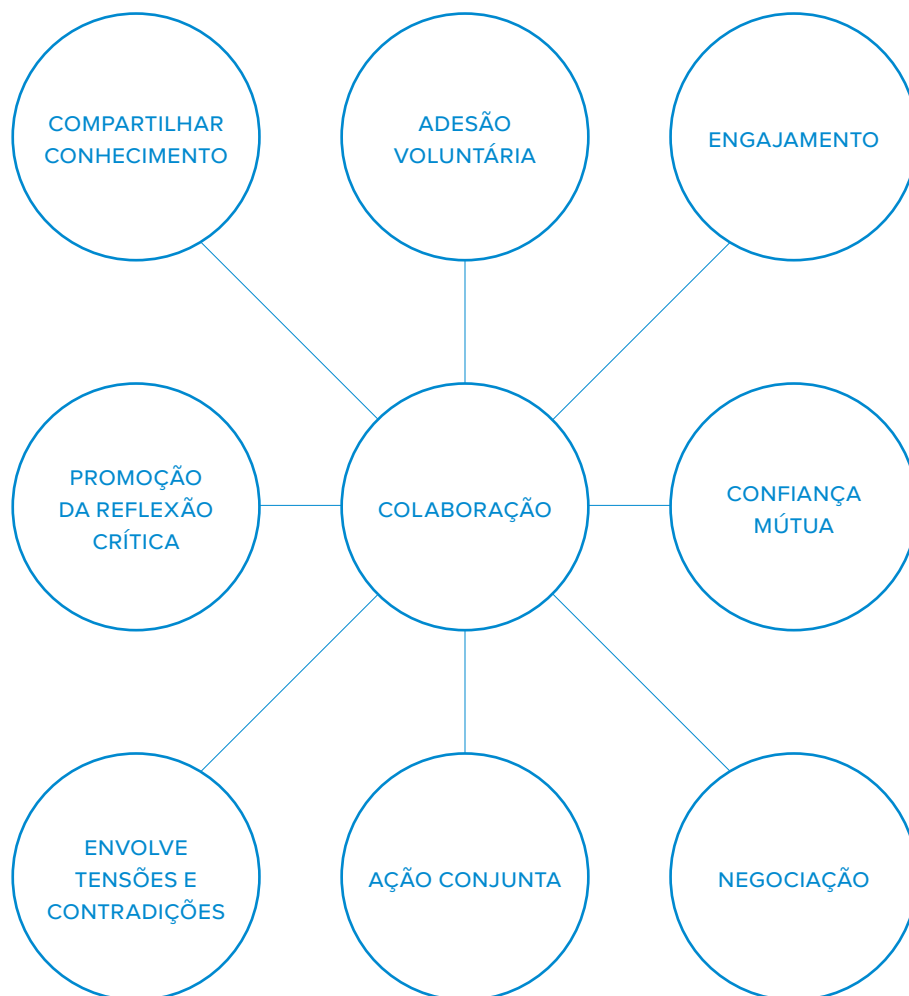 COMPARTILHAR
CONHECIMENTO
ADESÃO
VOLUNTÁRIA
ENGAJAMENTO
PROMOÇÃO
DA REFLEXÃO
CRÍTICA
COLABORAÇÃO
CONFIANÇA
MÚTUA
ENVOLVE
TENSÕES E
CONTRADIÇÕES
AÇÃO CONJUNTA
NEGOCIAÇÃO